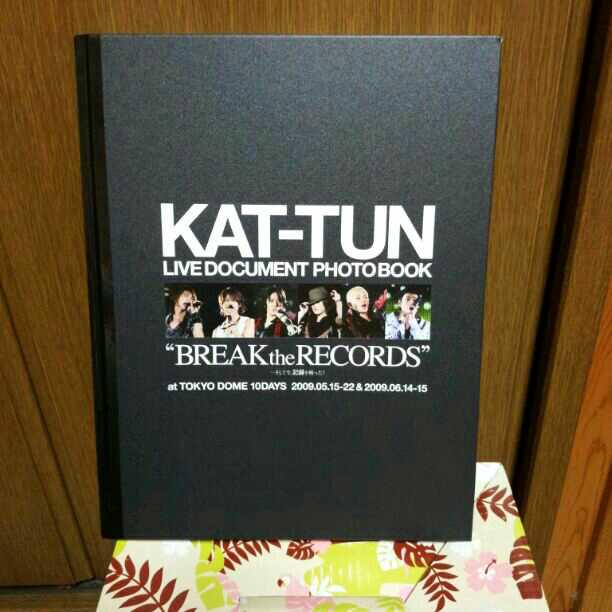 KAT-TUN
LIVE DOCUMENT PHOTO BOOK
“BREAK the RECORDS”
at TOKYO DOME 10DAYS 2009.05.15-22 & 2009.06.14-15